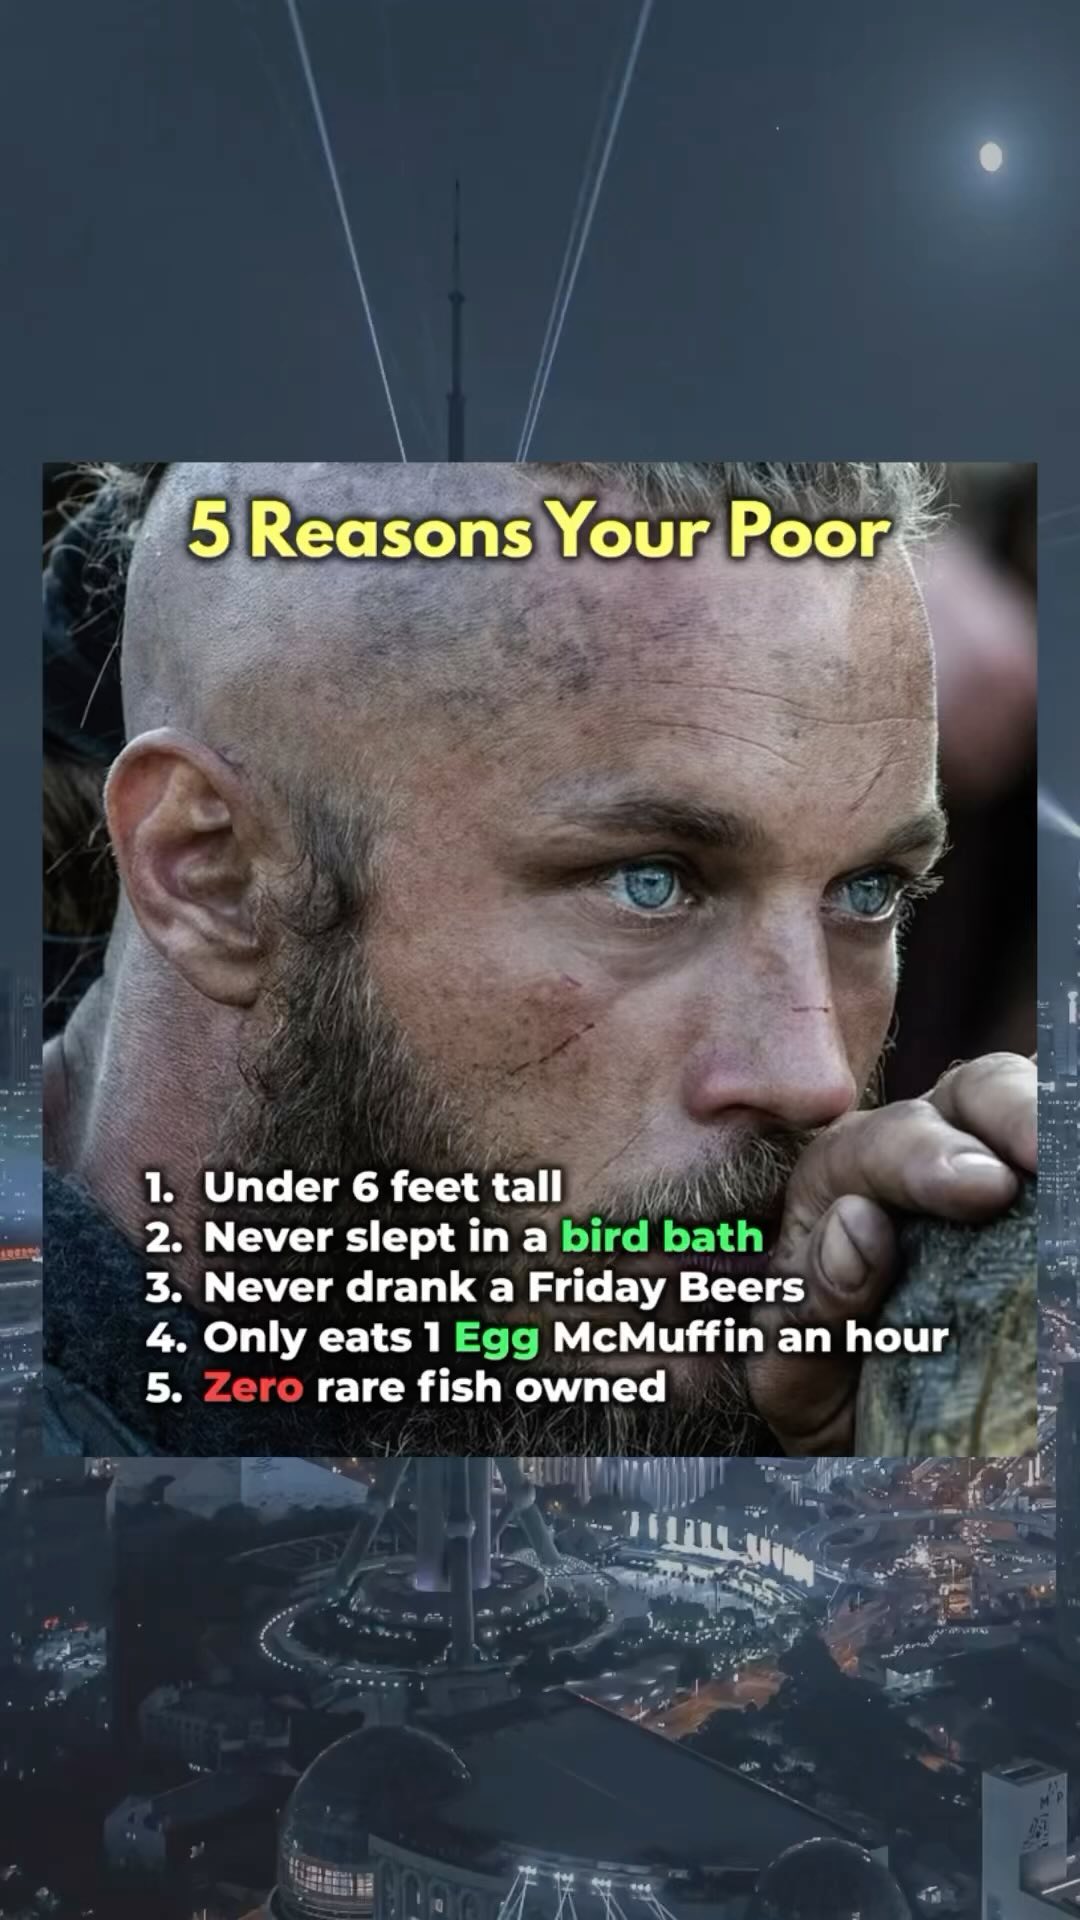 5 Reasons Your Poor
1. Under 6 feet tall
2. Never slept in a bird bath
3. Never drank a Friday Beers
4. Only eats 1 Egg McMuffin an hour
5. Zero rare fish owned